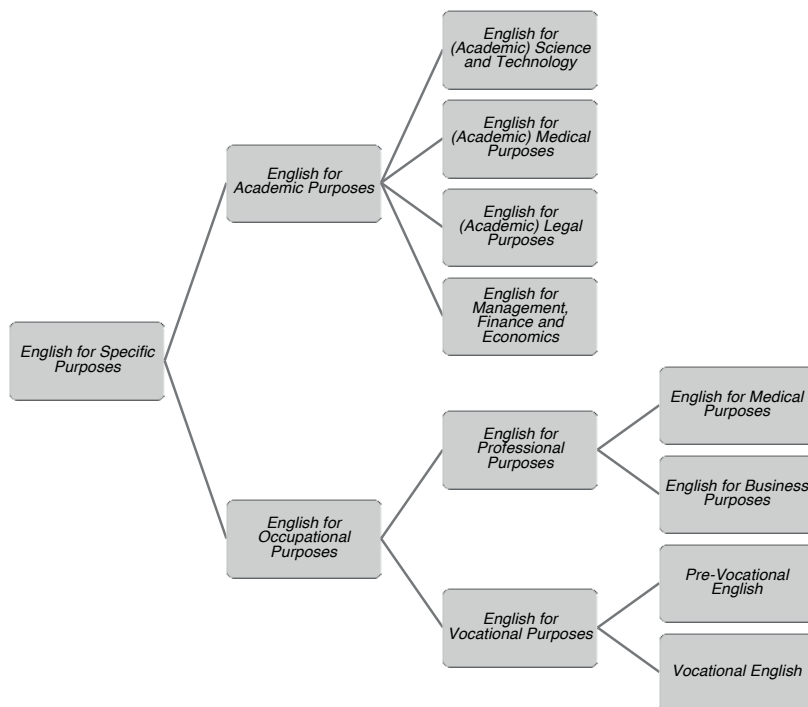 English for
(Academic) Science
and Technology
English for
(Academic) Medical
Purposes
English for
Academic Purposes
English for
(Academic) Legal
Purposes
English for
Management,
Finance and
Economics
English for Specific
Purposes
English for Medical
Purposes
English for
Professional
Purposes
English for Business
Purposes
English for
Occupational
Purposes
Pre-Vocational
English
English for
Vocational Purposes
Vocational English